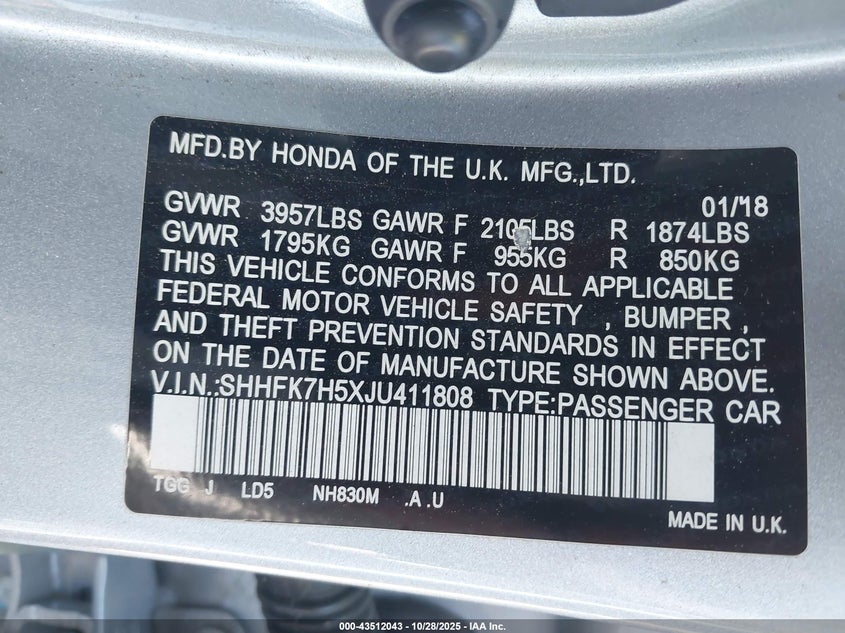 MFD.BY HONDA OF THE U.K. MFG.,LTD.
01/18
GVWR 3957LBS GAWR F 2105LBS R 1874LBS
GVWR 1795KG GAWR F 955KG R 850KG
THIS VEHICLE CONFORMS TO ALL APPLICABLE
FEDERAL MOTOR VEHICLE SAFETY , BUMPER ,
AND THEFT PREVENTION STANDARDS IN EFFECT
ON THE DATE OF MANUFACTURE SHOWN ABOVE.
V.I.N.:SHHFK7H5XJU411808 TYPE:PASSENGER CAR
TGG J LD5 NH830M .A .U
MADE IN U.K.
000-43512043 | 10/28/2025 - IAA Inc.